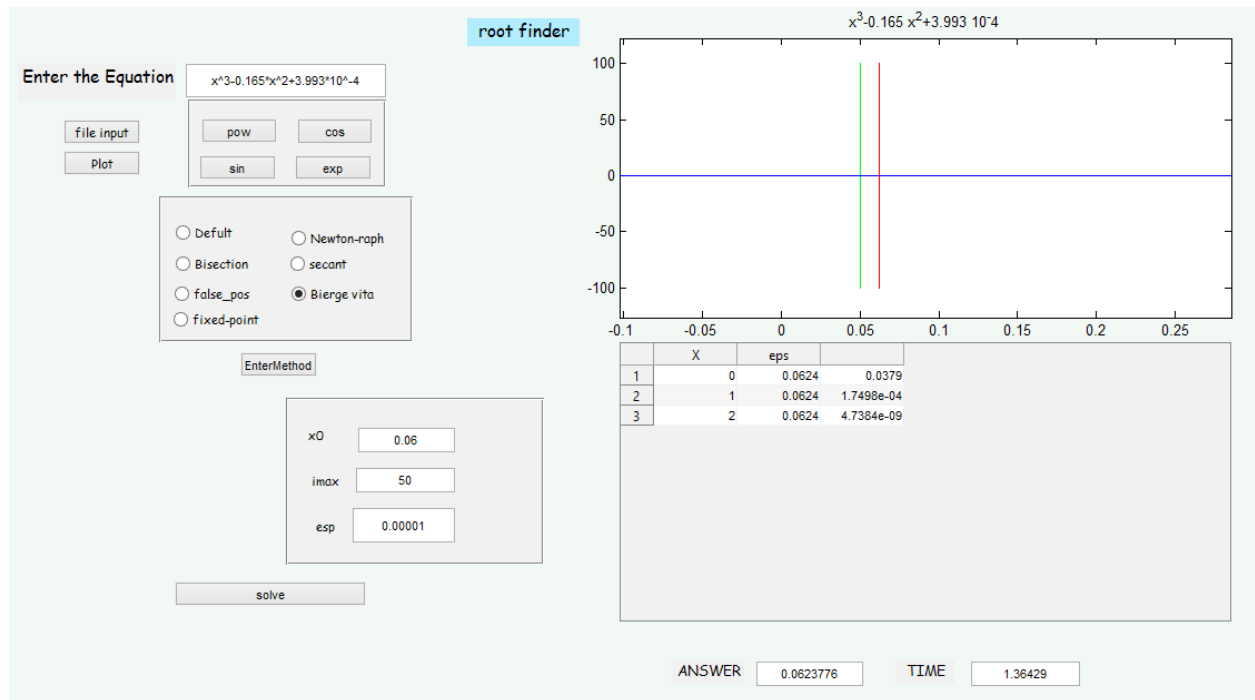 root finder
Enter the Equation
x^3-0.165*x^2+3.993*10^-4
file input
Plot
pow
cos
sin
exp
Defult
Newton-raph
Bisection
secant
false_pos
Bierge vita
fixed-point
EnterMethod
x0
0.06
imax
50
esp
0.00001
solve
x^3-0.165 x^2+3.993 10^-4
100
50
0
-50
-100
-0.1 -0.05 0 0.05 0.1 0.15 0.2 0.25
X eps
1 0 0.0624 0.0379
2 1 0.0624 1.7498e-04
3 2 0.0624 4.7384e-09
ANSWER 0.0623776 TIME 1.36429